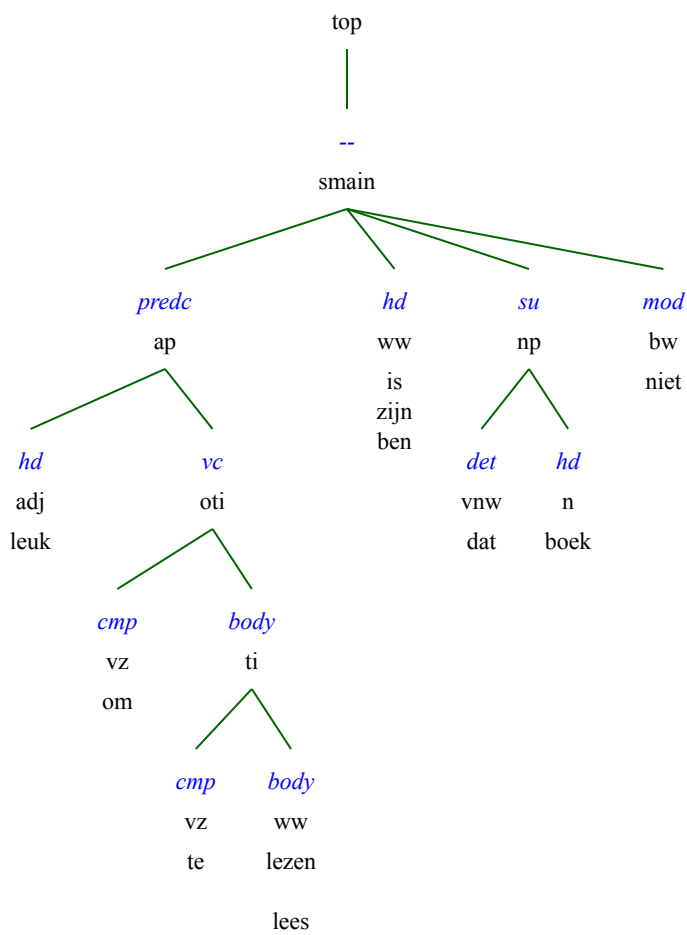 top
--
smain
predc hd su mod
ap ww np bw
is niet
zijn
ben
hd vc det hd
adj oti vnw n
leuk dat boek
cmp body
vz ti
om
cmp body
vz ww
te lezen
lees